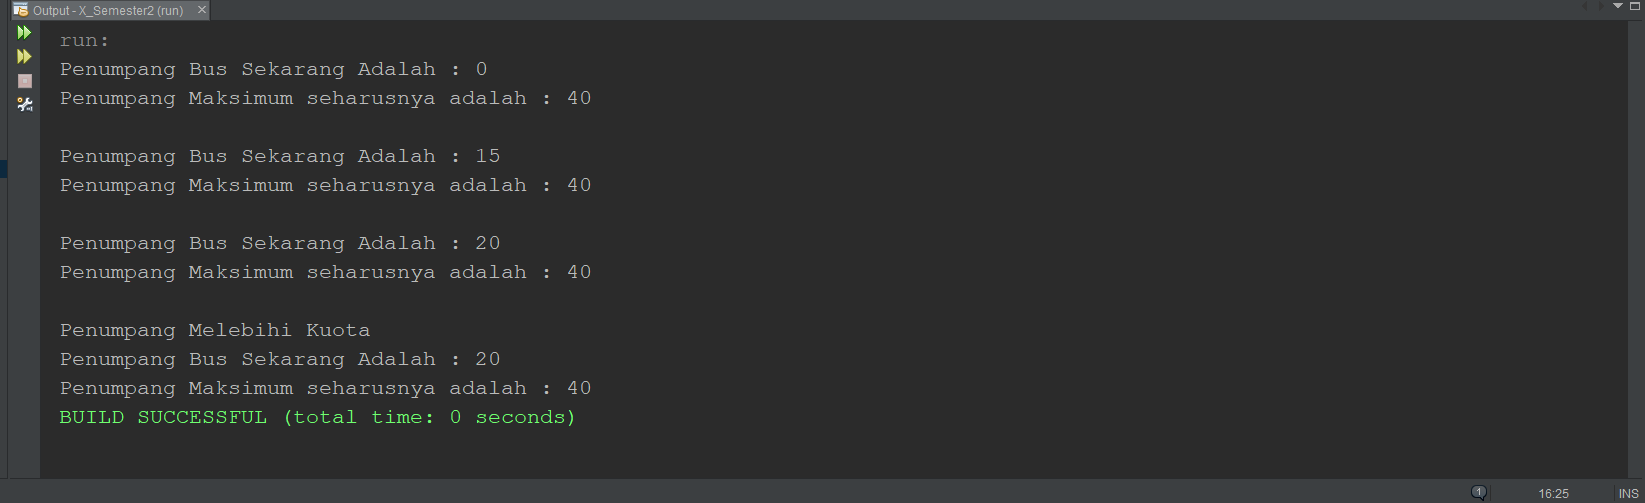 Output - X_Semester2 (run)
run:
Penumpang Bus Sekarang Adalah : 0
Penumpang Maksimum seharusnya adalah : 40
Penumpang Bus Sekarang Adalah : 15
Penumpang Maksimum seharusnya adalah : 40
Penumpang Bus Sekarang Adalah : 20
Penumpang Maksimum seharusnya adalah : 40
Penumpang Melebihi Kuota
Penumpang Bus Sekarang Adalah : 20
Penumpang Maksimum seharusnya adalah : 40
BUILD SUCCESSFUL (total time: 0 seconds)
1 16:25 INS